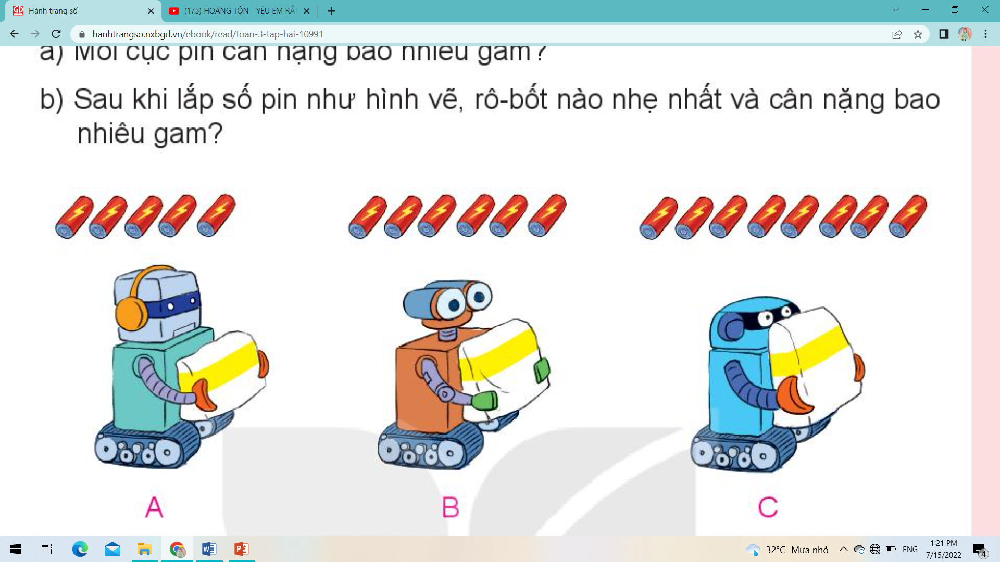 Hành trang số
(175) HOÀNG TÔN - YÊU EM RẤT
hanhtrangso.nxbgd.vn/ebook/read/toan-3-tap-hai-10991
a) Mỗi cục pin cân nặng bao nhiêu gam?
b) Sau khi lắp số pin như hình vẽ, rô-bốt nào nhẹ nhất và cân nặng bao
nhiêu gam?
A
B
C
32°C Mưa nhỏ
ENG
1:21 PM
7/15/2022
4